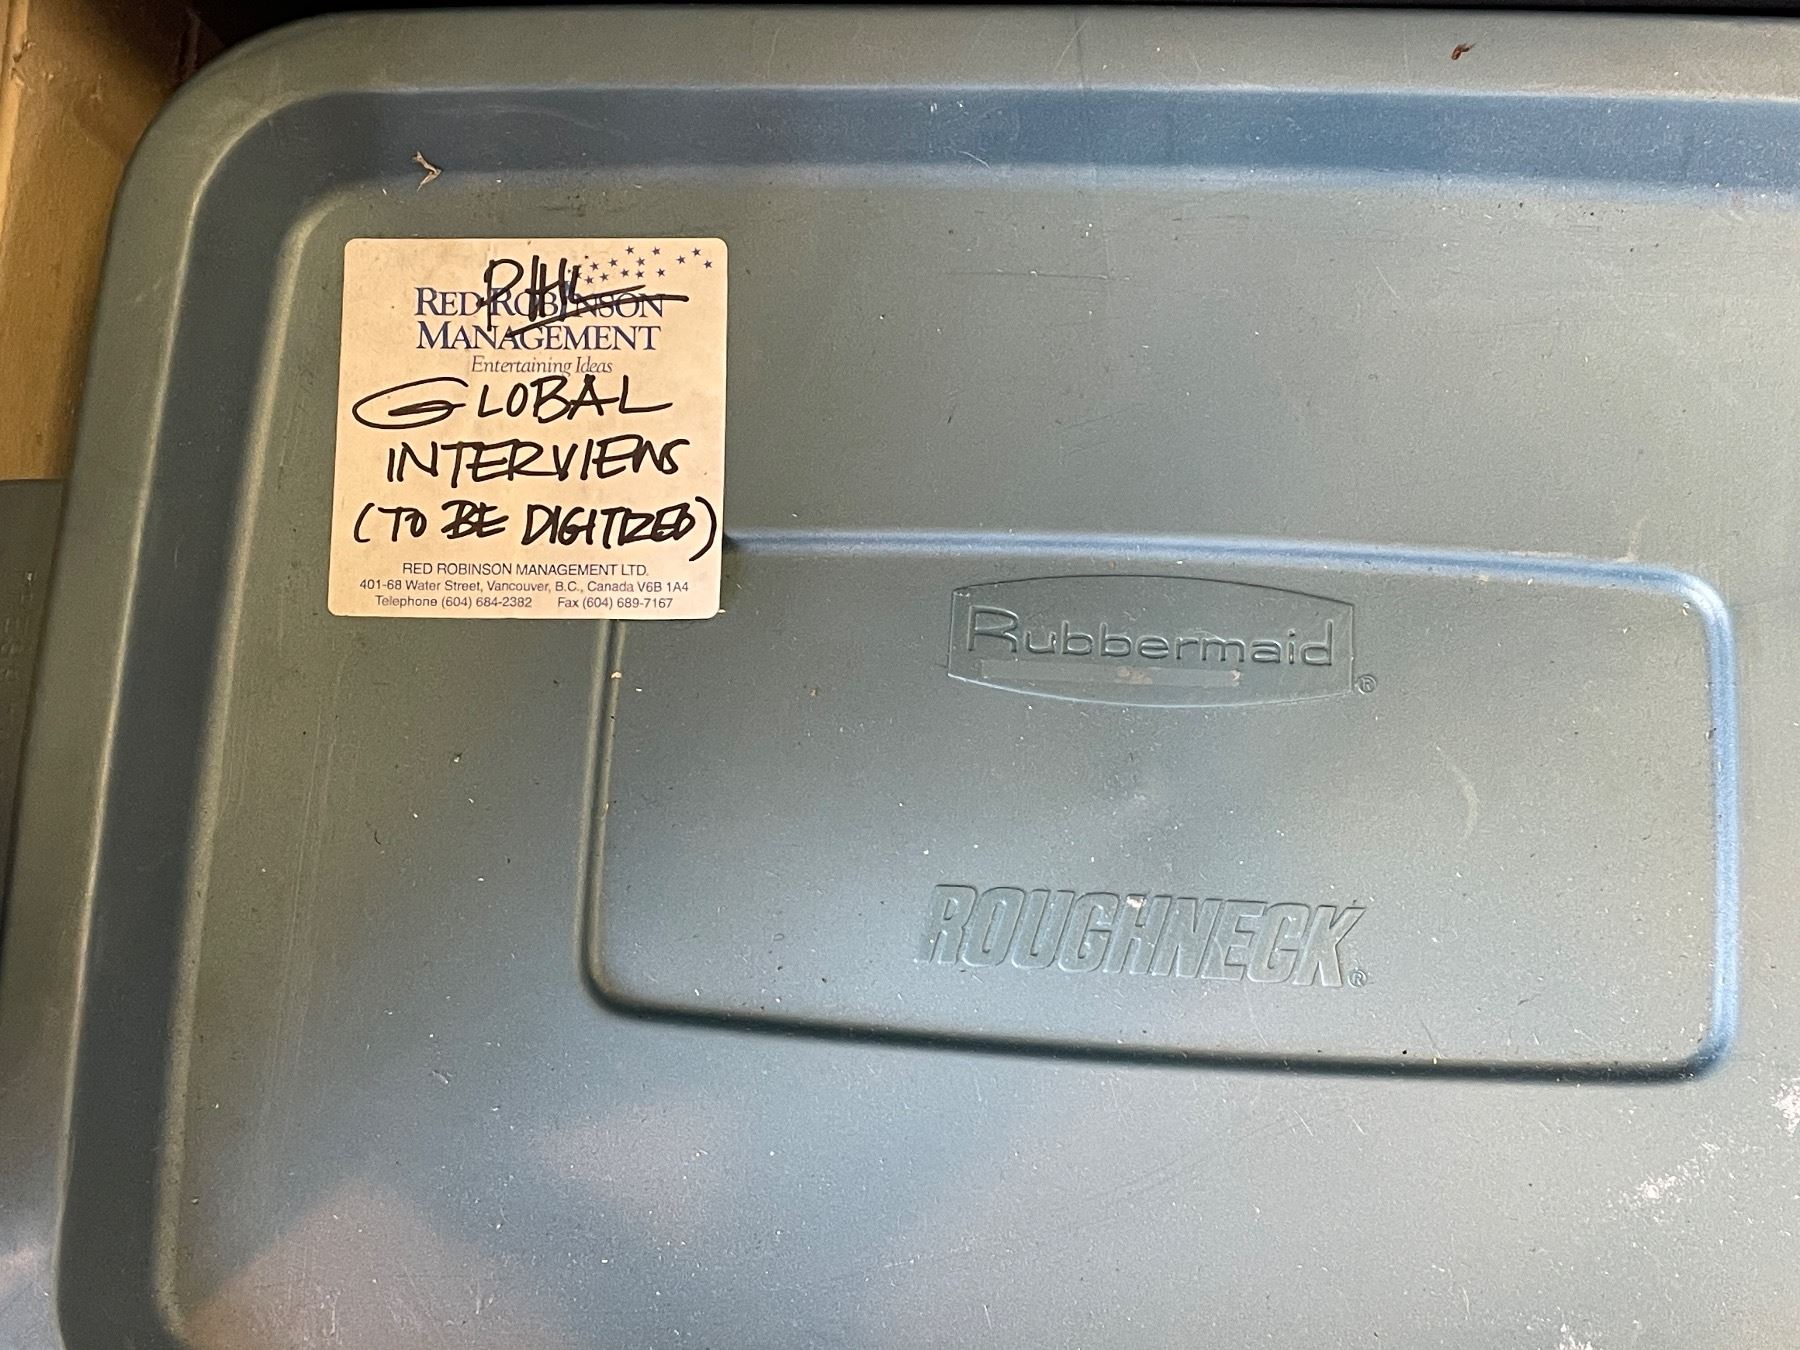 PHIL
RED ROBINSON
MANAGEMENT
Entertaining Ideas
GLOBAL
INTERVIEWS
(TO BE DIGITIZED)
RED ROBINSON MANAGEMENT LTD.
401-68 Water Street, Vancouver, B.C., Canada V6B 1A4
Telephone (604) 684-2382 Fax (604) 689-7167
Rubbermaid®
ROUGHNECK®